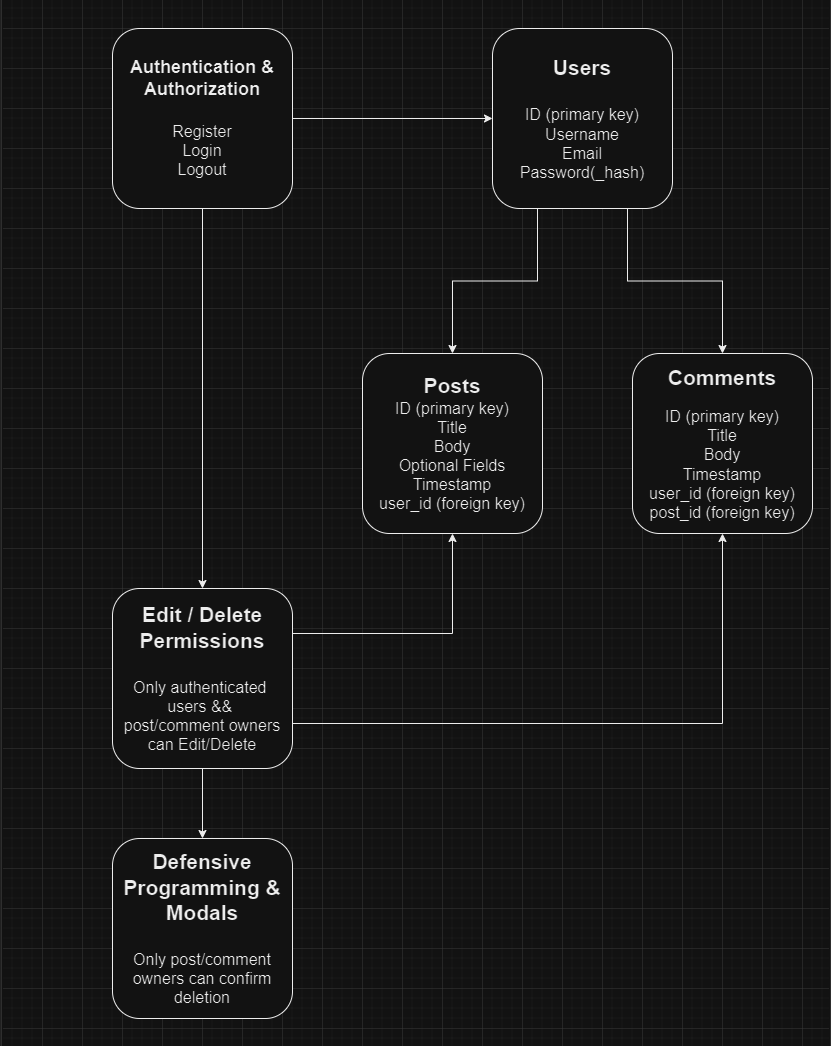 Authentication &
Authorization
Register
Login
Logout
Users
ID (primary key)
Username
Email
Password(_hash)
Posts
ID (primary key)
Title
Body
Optional Fields
Timestamp
user_id (foreign key)
Comments
ID (primary key)
Title
Body
Timestamp
user_id (foreign key)
post_id (foreign key)
Edit / Delete
Permissions
Only authenticated
users &&
post/comment owners
can Edit/Delete
Defensive
Programming &
Modals
Only post/comment
owners can confirm
deletion